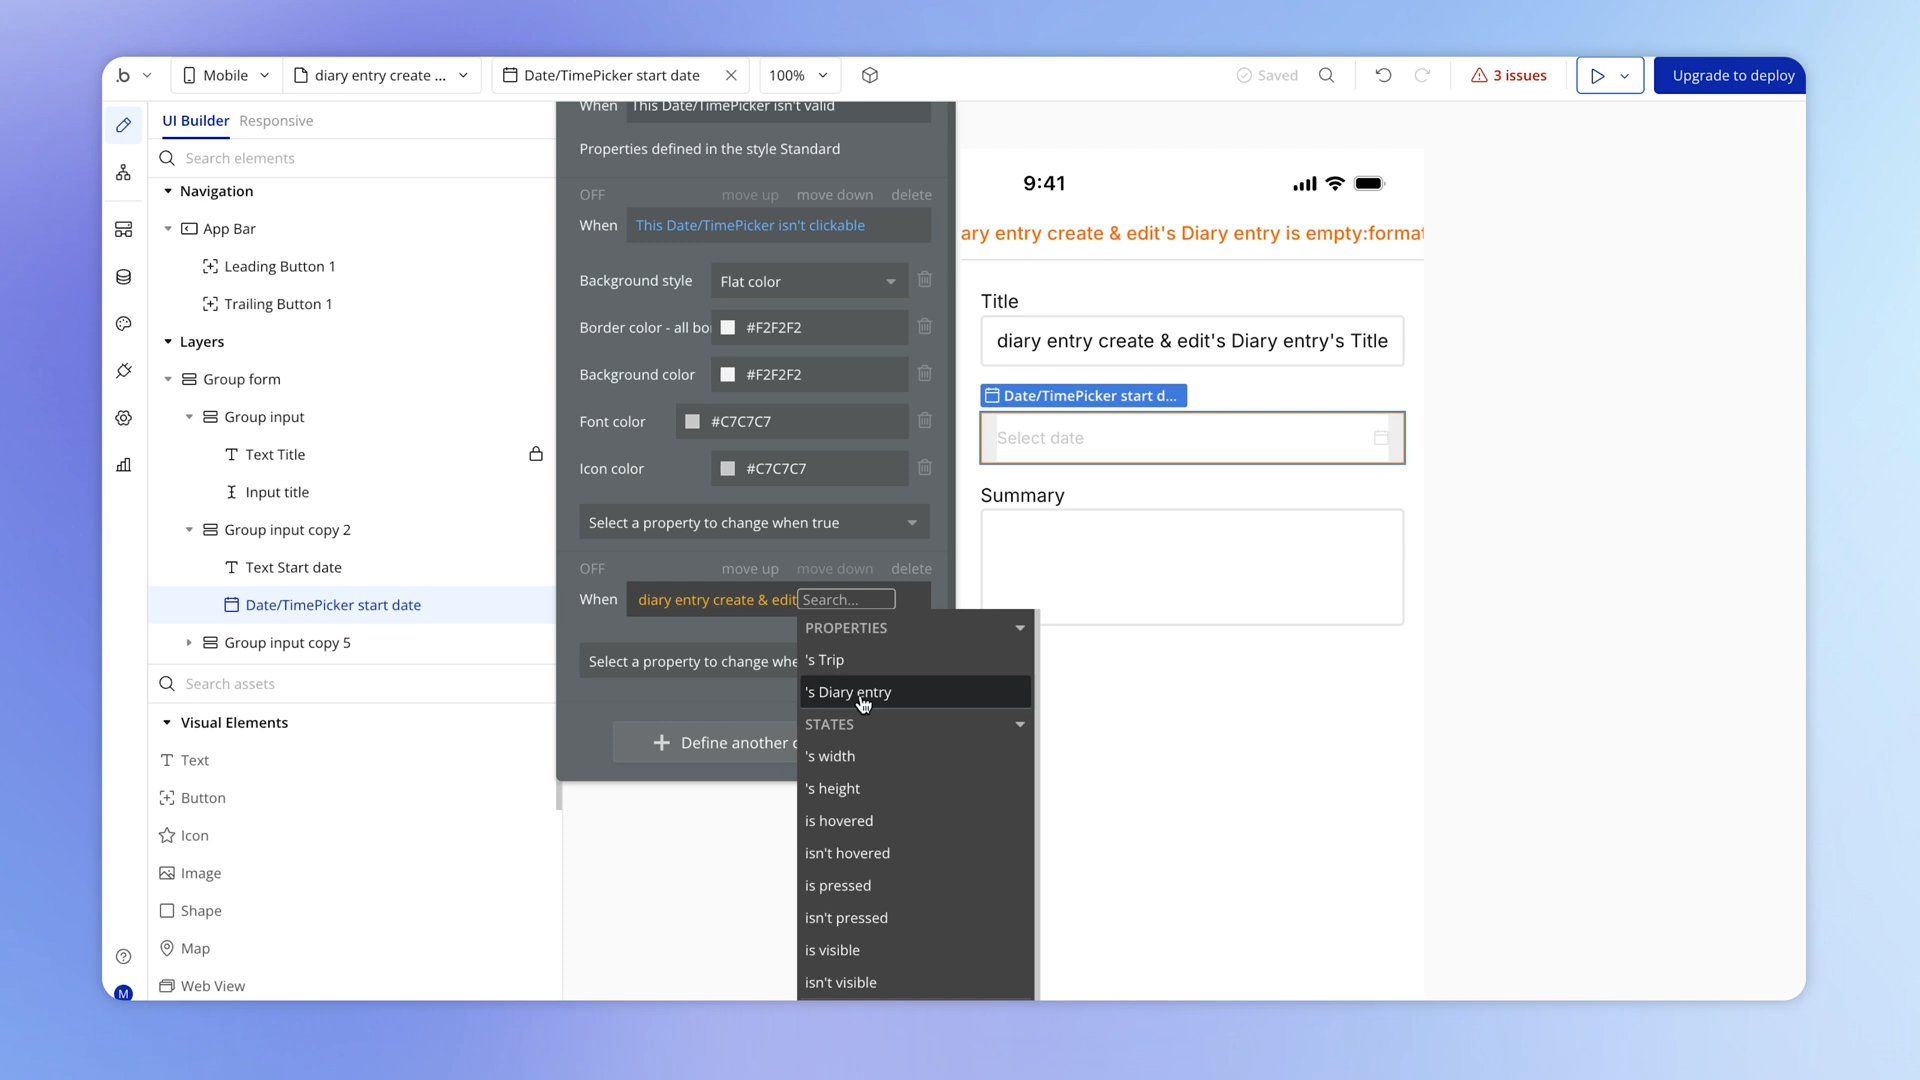 .b
Mobile
diary entry create ...
Date/TimePicker start date
100%
Saved
3 issues
Upgrade to deploy
UI Builder
Responsive
Search elements
Navigation
App Bar
Leading Button 1
Trailing Button 1
Layers
Group form
Group input
Text Title
Input title
Group input copy 2
Text Start date
Date/TimePicker start date
Group input copy 5
Search assets
Visual Elements
Text
Button
Icon
Image
Shape
Map
Web View
M
When This Date/TimePicker isn't valid
Properties defined in the style Standard
OFF move up move down delete
When This Date/TimePicker isn't clickable
Background style Flat color
Border color - all bo #F2F2F2
Background color #F2F2F2
Font color #C7C7C7
Icon color #C7C7C7
Select a property to change when true
OFF move up move down delete
When diary entry create & edit Search...
Select a property to change whe
Define another c
PROPERTIES
's Trip
's Diary entry
STATES
's width
's height
is hovered
isn't hovered
is pressed
isn't pressed
is visible
isn't visible
9:41
ary entry create & edit's Diary entry is empty:format
Title
diary entry create & edit's Diary entry's Title
Date/TimePicker start d...
Select date
Summary